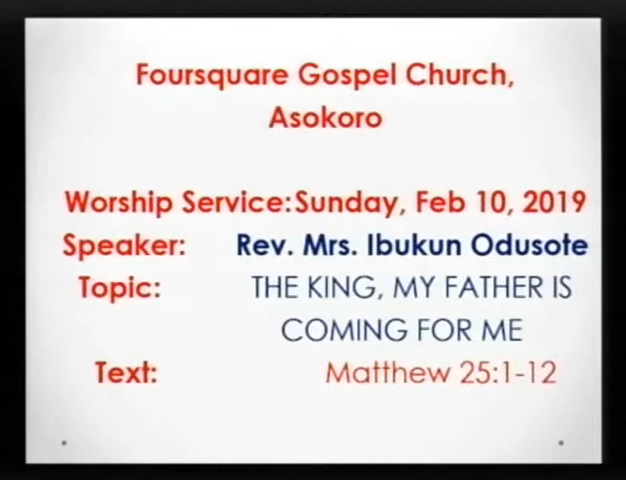 Foursquare Gospel Church,
Asokoro
Worship Service:Sunday, Feb 10, 2019
Speaker: Rev. Mrs. Ibukun Odusote
Topic: THE KING, MY FATHER IS
COMING FOR ME
Text: Matthew 25:1-12